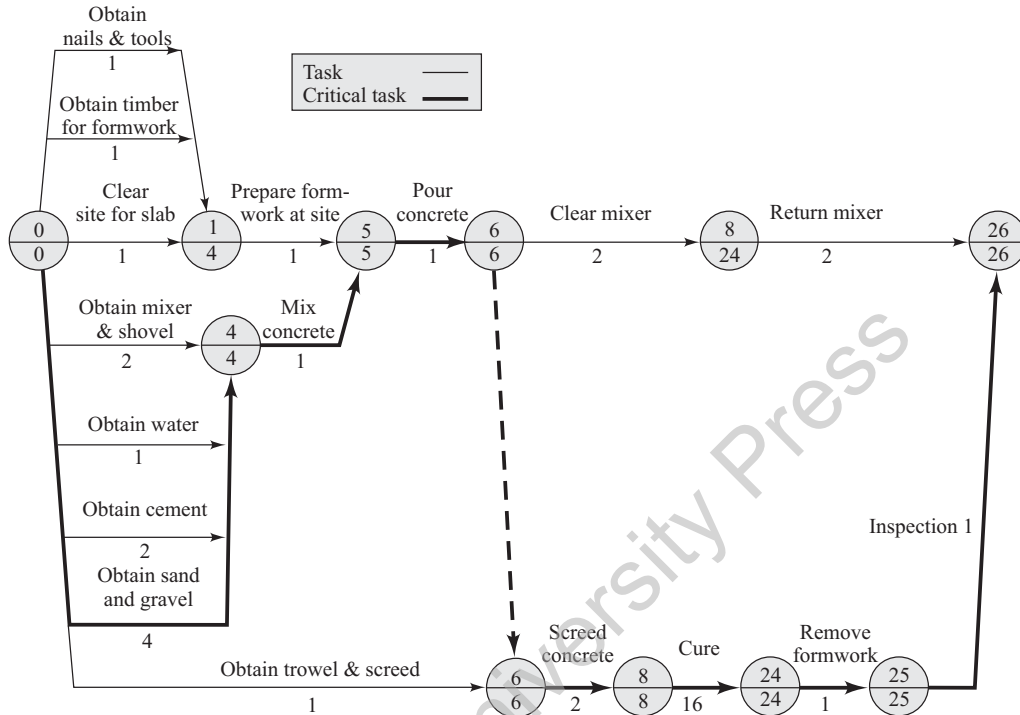 Obtain
nails & tools
1
Task
Critical task
Obtain timber
for formwork
1
Clear
site for slab
1
Prepare form-
work at site
1
Pour
concrete
1
Clear mixer
2
Return mixer
2
0
0
1
4
5
5
6
6
8
24
26
26
Obtain mixer
& shovel
2
4
4
Mix
concrete
1
Obtain water
1
Obtain cement
2
Obtain sand
and gravel
4
Inspection 1
Obtain trowel & screed
1
6
6
Screed
concrete
2
8
8
Cure
16
24
24
Remove
formwork
1
25
25
University Press